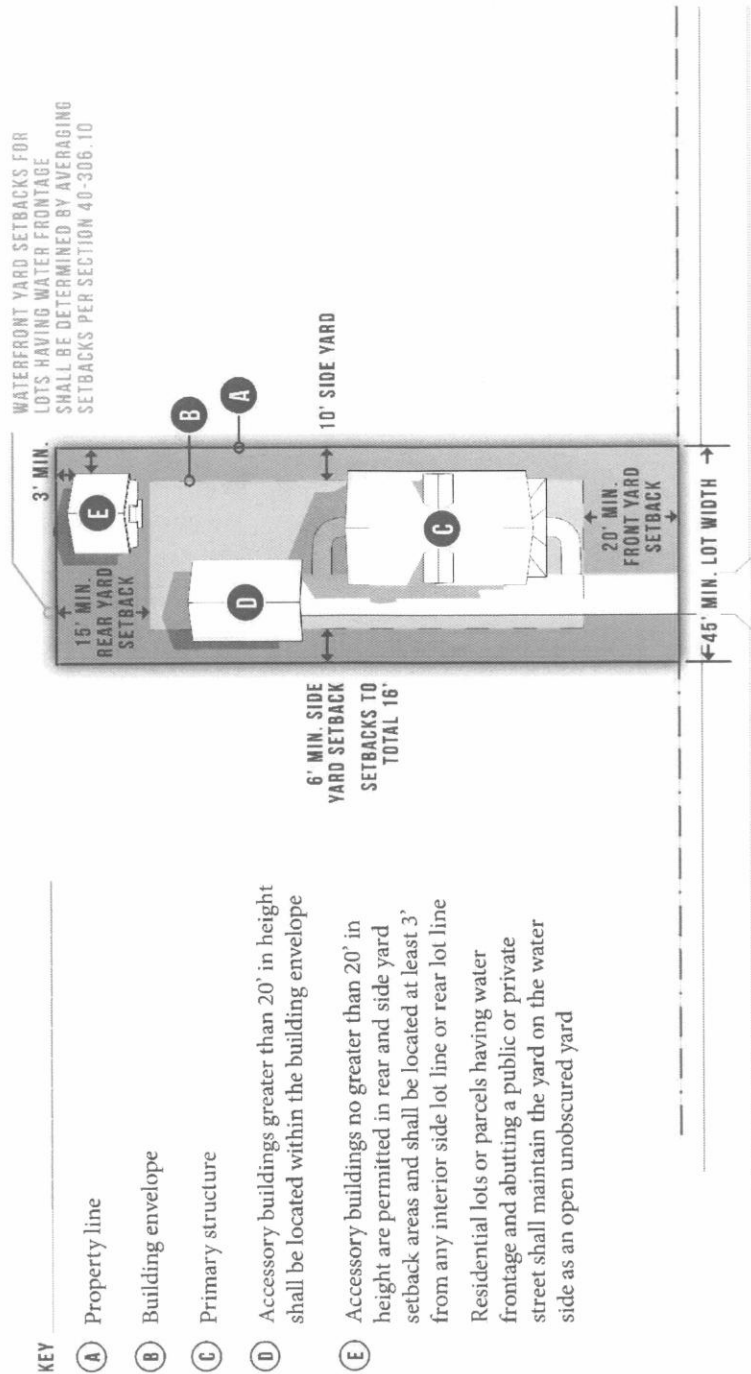 KEY
A Property line
B Building envelope
C Primary structure
D Accessory buildings greater than 20' in height
shall be located within the building envelope
E Accessory buildings no greater than 20' in
height are permitted in rear and side yard
setback areas and shall be located at least 3'
from any interior side lot line or rear lot line
Residential lots or parcels having water
frontage and abutting a public or private
street shall maintain the yard on the water
side as an open unobscured yard
WATERFRONT YARD SETBACKS FOR
LOTS HAVING WATER FRONTAGE
SHALL BE DETERMINED BY AVERAGING
SETBACKS PER SECTION 40-306.10
3' MIN.
15' MIN.
REAR YARD
SETBACK
E
B
A
D
10' SIDE YARD
6' MIN. SIDE
YARD SETBACK
SETBACKS TO
TOTAL 16'
C
20' MIN.
FRONT YARD
SETBACK
45' MIN. LOT WIDTH